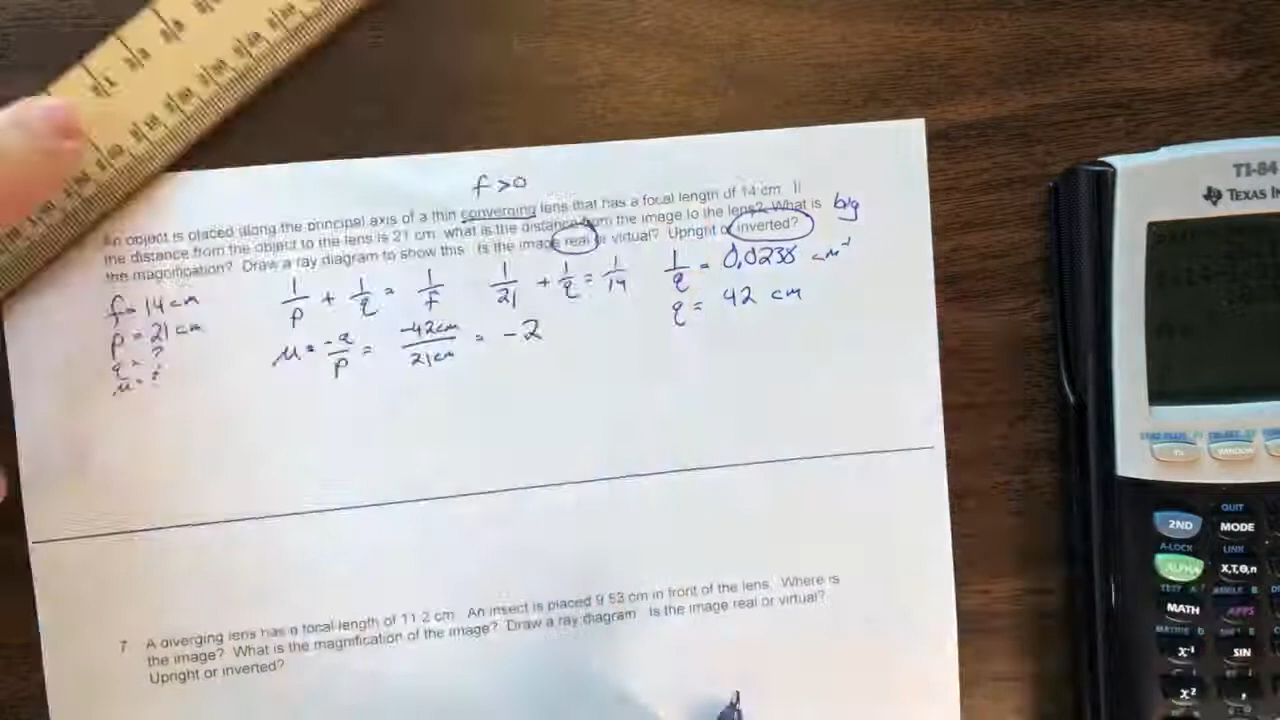 f > 0
An object is placed along the principal axis of a thin converging lens that has a focal length of 14 cm. If
the distance from the object to the lens is 21 cm, what is the distance from the image to the lens? What is
big
the magnification? Draw a ray diagram to show this. Is the image real or virtual? Upright or inverted?
f = 14 cm
p = 21 cm
q = ?
M = ?
1/p + 1/q = 1/f
1/21 + 1/q = 1/14
1/q = 0,0238 cm⁻¹
q = 42 cm
M = -q/p = -42cm/21cm = -2
7 A diverging lens has a focal length of 11.2 cm. An insect is placed 9.53 cm in front of the lens. Where is
the image? What is the magnification of the image? Draw a ray diagram. Is the image real or virtual?
Upright or inverted?
TI-84
TEXAS IN
WINDOW
QUIT
2ND MODE
A-LOCK LINK
ALPHA X,T,Θ,n
TEST A ANGLE B
MATH APPS
MATRIX D
x⁻¹ SIN
x² ,